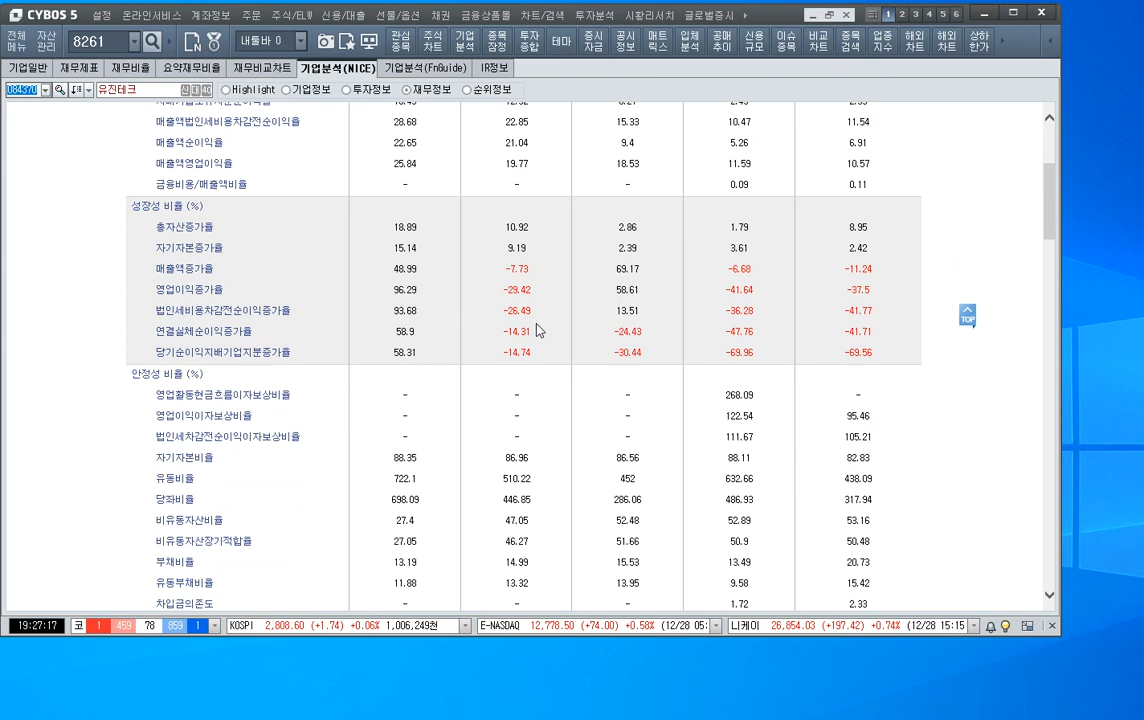 CYBOS 5 설정 온라인서비스 계좌정보 주문 주식/ELW 신용/대출 선물/옵션 채권 금융상품몰 차트/검색 투자분석 시황리서치 글로벌증시 1 2 3 4 5 6
전체메뉴 자산관리 8261 내툴바 0 관심종목 주식차트 기업분석 종목잠정 투자종합 테마 증시자금 공시정보 매트릭스 입체분석 공매추이 신용규모 이슈종목 비교차트 종목검색 업종지수 해외차트 해외차트 상하한가
기업일반 재무제표 재무비율 요약재무비율 재무비교차트 기업분석(NICE) 기업분석(FnGuide) IR정보
084370 유진테크 Highlight 기업정보 투자정보 재무정보 순위정보
매출액법인세비용차감전순이익율 28.68 22.85 15.33 10.47 11.54
매출액순이익율 22.65 21.04 9.4 5.26 6.91
매출액영업이익율 25.84 19.77 18.53 11.59 10.57
금융비용/매출액비율 - - - 0.09 0.11
성장성 비율 (%)
총자산증가율 18.89 10.92 2.86 1.79 8.95
자기자본증가율 15.14 9.19 2.39 3.61 2.42
매출액증가율 48.99 -7.73 69.17 -6.68 -11.24
영업이익증가율 96.29 -29.42 58.61 -41.64 -37.5
법인세비용차감전순이익증가율 93.68 -26.49 13.51 -36.28 -41.77
연결실체순이익증가율 58.9 -14.31 -24.43 -47.76 -41.71
당기순이익지배기업지분증가율 58.31 -14.74 -30.44 -69.96 -69.56
TOP
안정성 비율 (%)
영업활동현금흐름이자보상비율 - - - 268.09 -
영업이익이자보상비율 - - - 122.54 95.46
법인세차감전순이익이자보상비율 - - - 111.67 105.21
자기자본비율 88.35 86.96 86.56 88.11 82.83
유동비율 722.1 510.22 452 632.66 438.09
당좌비율 698.09 446.85 286.06 486.93 317.94
비유동자산비율 27.4 47.05 52.48 52.89 53.16
비유동자산장기적합율 27.05 46.27 51.66 50.9 50.48
부채비율 13.19 14.99 15.53 13.49 20.73
유동부채비율 11.88 13.32 13.95 9.58 15.42
차입금의존도 - - - 1.72 2.33
19:27:17 코 1 459 78 859 1 KOSPI 2,808.60 (+1.74) +0.06% 1,006,249천 E-NASDAQ 12,778.50 (+74.00) +0.58% (12/28 05: 니케이 26,854.03 (+197.42) +0.74% (12/28 15:15